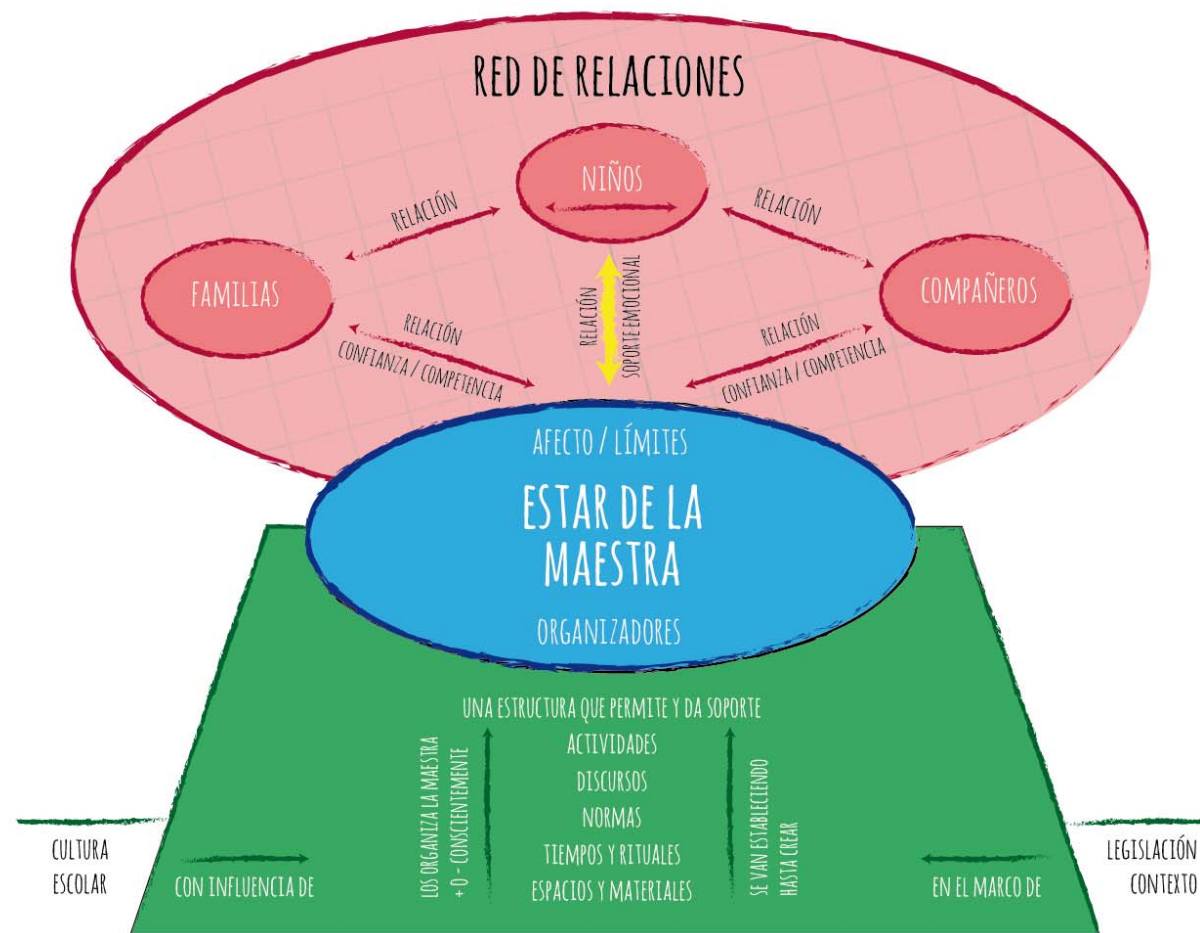 RED DE RELACIONES
NIÑOS
RELACIÓN
RELACIÓN
FAMILIAS
COMPAÑEROS
RELACIÓN
CONFIANZA / COMPETENCIA
RELACIÓN
SOPORTE EMOCIONAL
RELACIÓN
CONFIANZA / COMPETENCIA
AFECTO / LÍMITES
ESTAR DE LA
MAESTRA
ORGANIZADORES
UNA ESTRUCTURA QUE PERMITE Y DA SOPORTE
LOS ORGANIZA LA MAESTRA
+ O - CONSCIENTEMENTE
ACTIVIDADES
DISCURSOS
NORMAS
TIEMPOS Y RITUALES
ESPACIOS Y MATERIALES
SE VAN ESTABLECIENDO
HASTA CREAR
CULTURA
ESCOLAR
CON INFLUENCIA DE
EN EL MARCO DE
LEGISLACIÓN
CONTEXTO